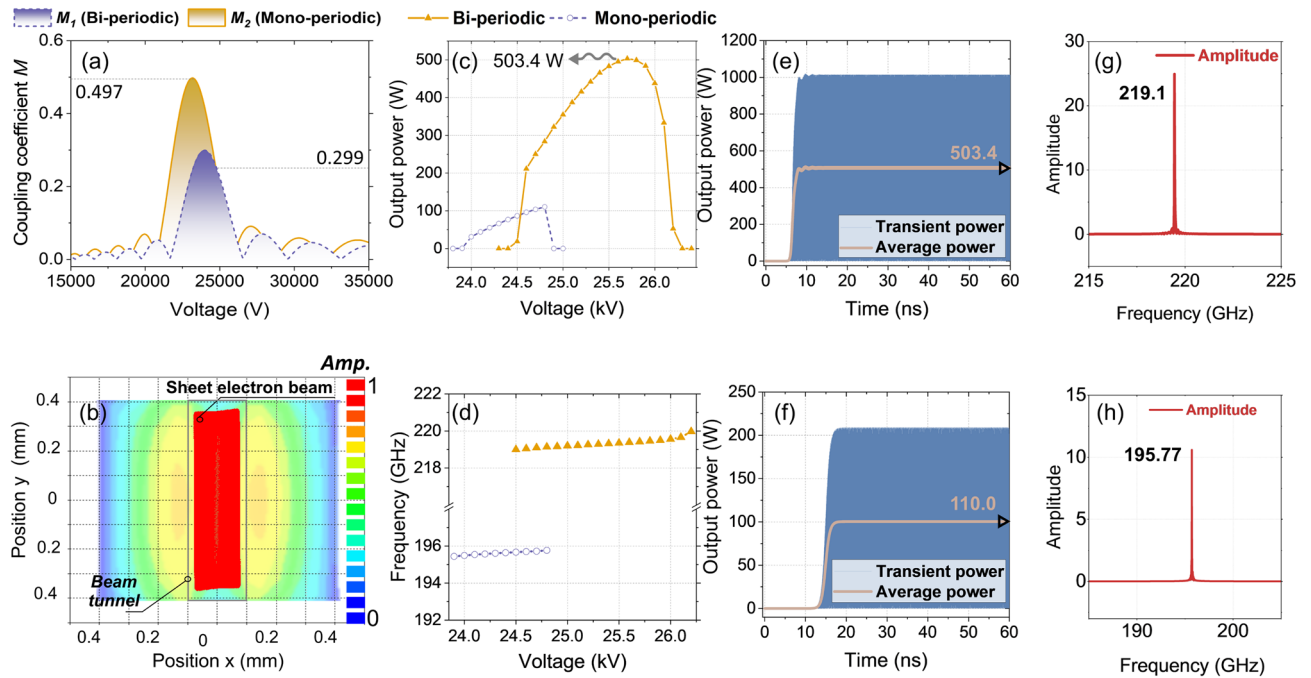 M1 (Bi-periodic) M2 (Mono-periodic) Bi-periodic Mono-periodic
(a)
0.6
0.4
0.2
0.0
0.497
0.299
Coupling coefficient M
15000 20000 25000 30000 35000
Voltage (V)
(c)
503.4 W
500
400
300
200
100
0
Output power (W)
24.0 24.5 25.0 25.5 26.0
Voltage (kV)
(e)
1200
1000
800
600
400
200
0
Output power (W)
503.4
Transient power
Average power
0 10 20 30 40 50 60
Time (ns)
(g)
Amplitude
219.1
30
20
10
0
Amplitude
215 220 225
Frequency (GHz)
(b)
Amp.
1
0
Sheet electron beam
Beam
tunnel
0.4
0.2
0
0.2
0.4
Position y (mm)
0.4 0.2 0 0.2 0.4
Position x (mm)
(d)
222
220
218
196
194
192
Frequency (GHz)
24.0 24.5 25.0 25.5 26.0
Voltage (kV)
(f)
250
200
150
100
50
0
Output power (W)
110.0
Transient power
Average power
0 10 20 30 40 50 60
Time (ns)
(h)
Amplitude
195.77
15
10
5
0
Amplitude
190 200
Frequency (GHz)